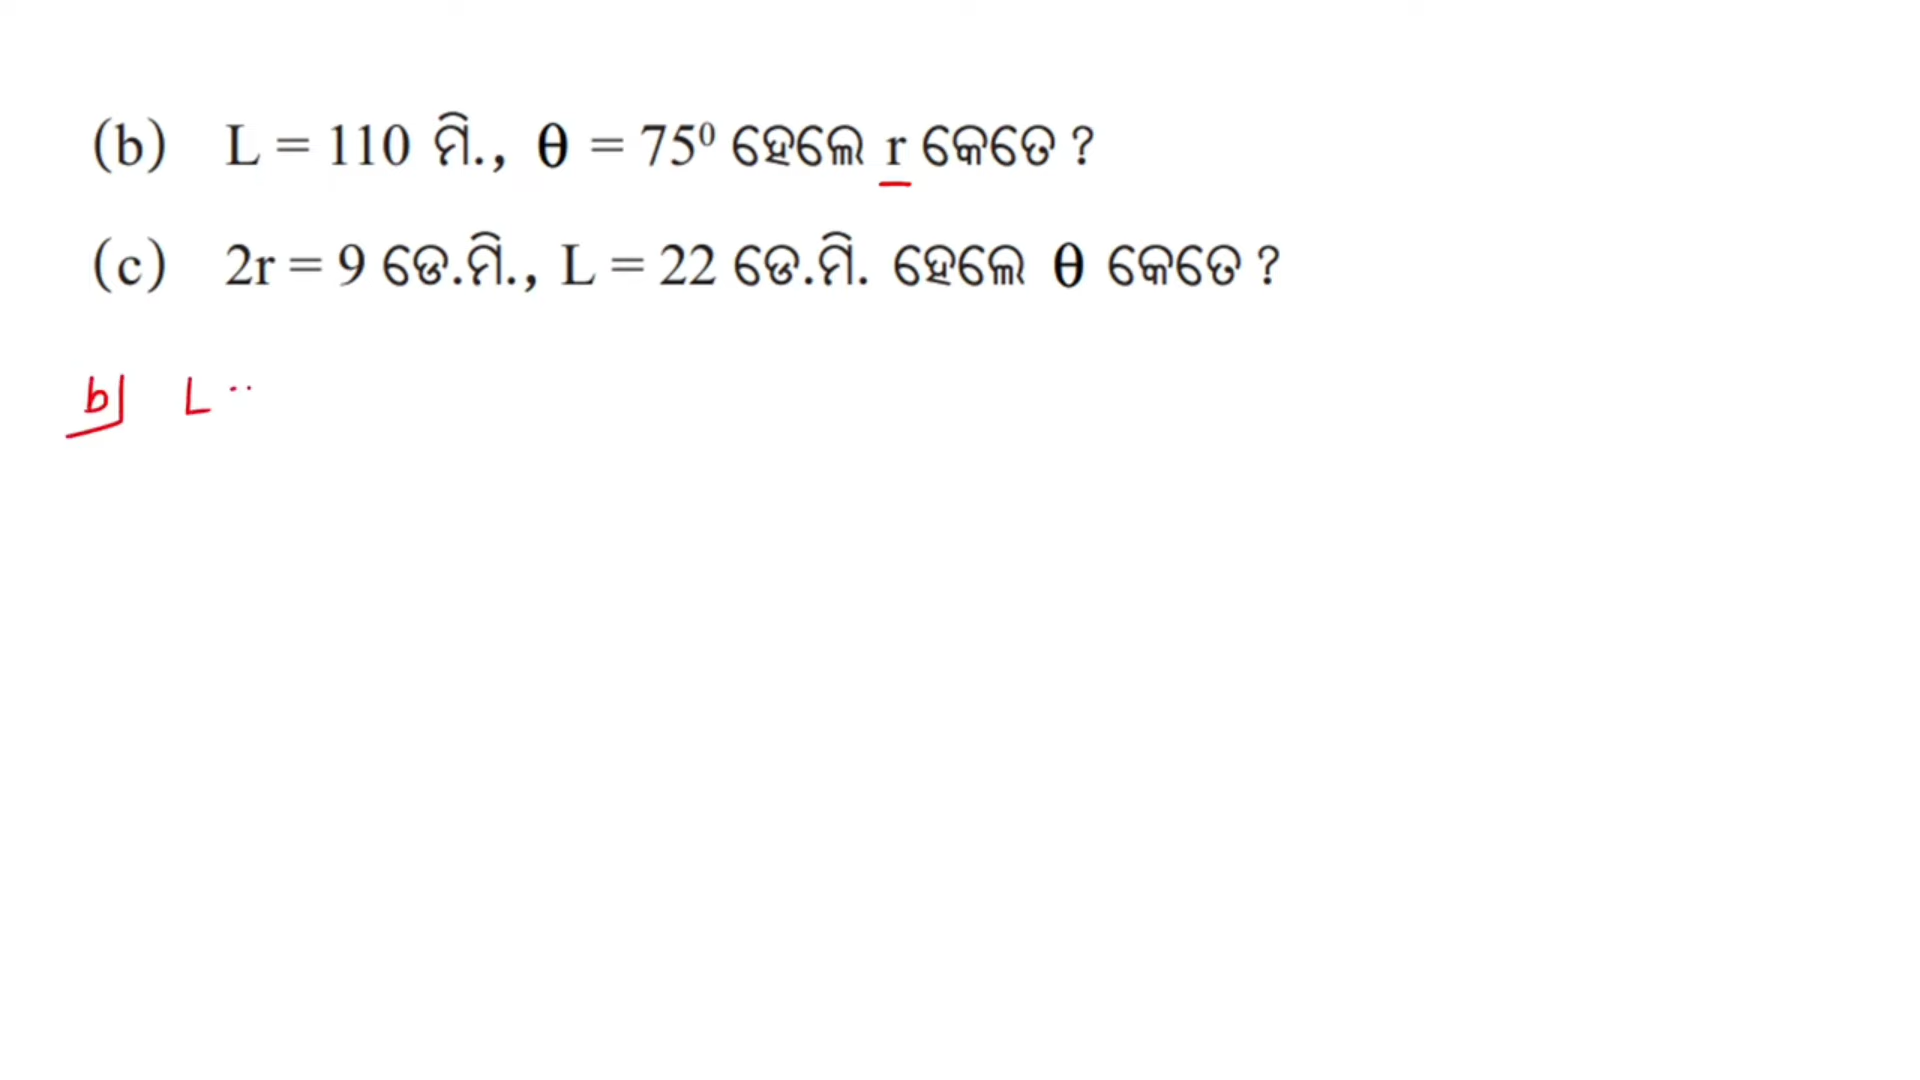 (b) L = 110 ମି., θ = 75⁰ ହେଲେ r କେତେ ?
(c) 2r = 9 ଡେ.ମି., L = 22 ଡେ.ମି. ହେଲେ θ କେତେ ?
b) L